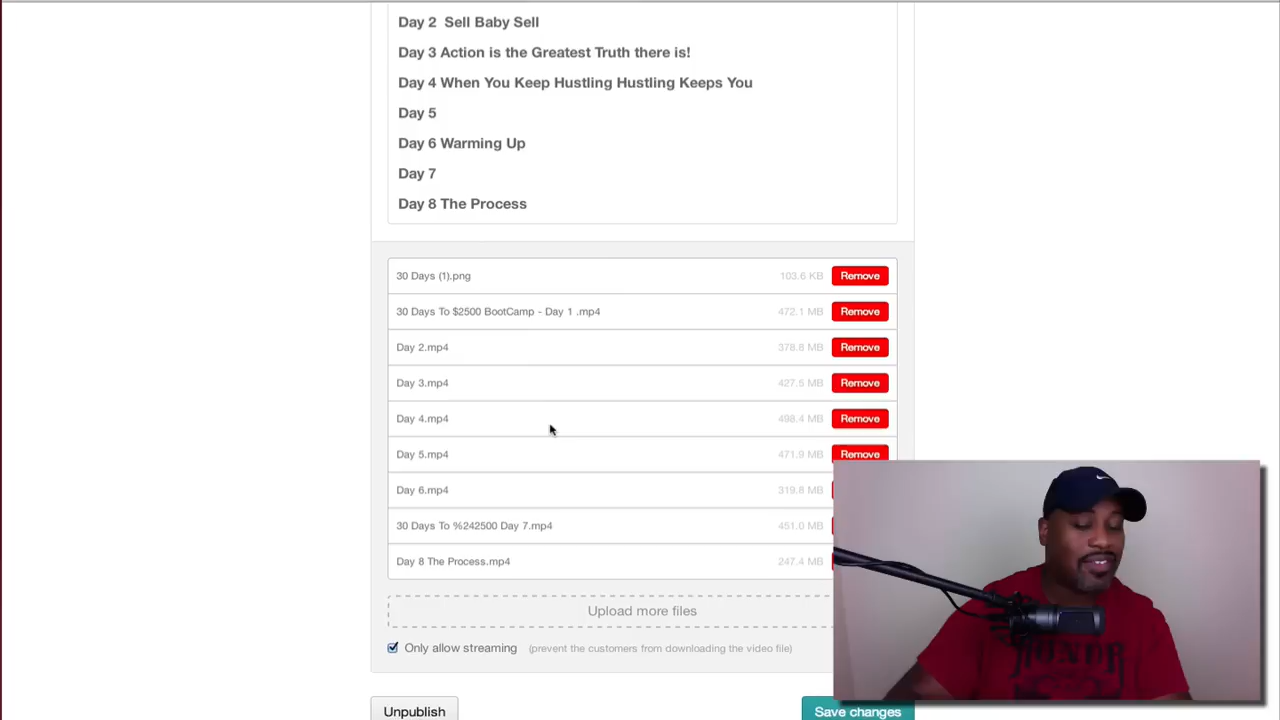 Day 2 Sell Baby Sell
Day 3 Action is the Greatest Truth there is!
Day 4 When You Keep Hustling Hustling Keeps You
Day 5
Day 6 Warming Up
Day 7
Day 8 The Process
30 Days (1).png 103.6 KB Remove
30 Days To $2500 BootCamp - Day 1 .mp4 472.1 MB Remove
Day 2.mp4 378.8 MB Remove
Day 3.mp4 427.5 MB Remove
Day 4.mp4 498.4 MB Remove
Day 5.mp4 471.9 MB Remove
Day 6.mp4 319.8 MB
30 Days To %242500 Day 7.mp4 451.0 MB
Day 8 The Process.mp4 247.4 MB
Upload more files
Only allow streaming (prevent the customers from downloading the video file)
Unpublish Save changes